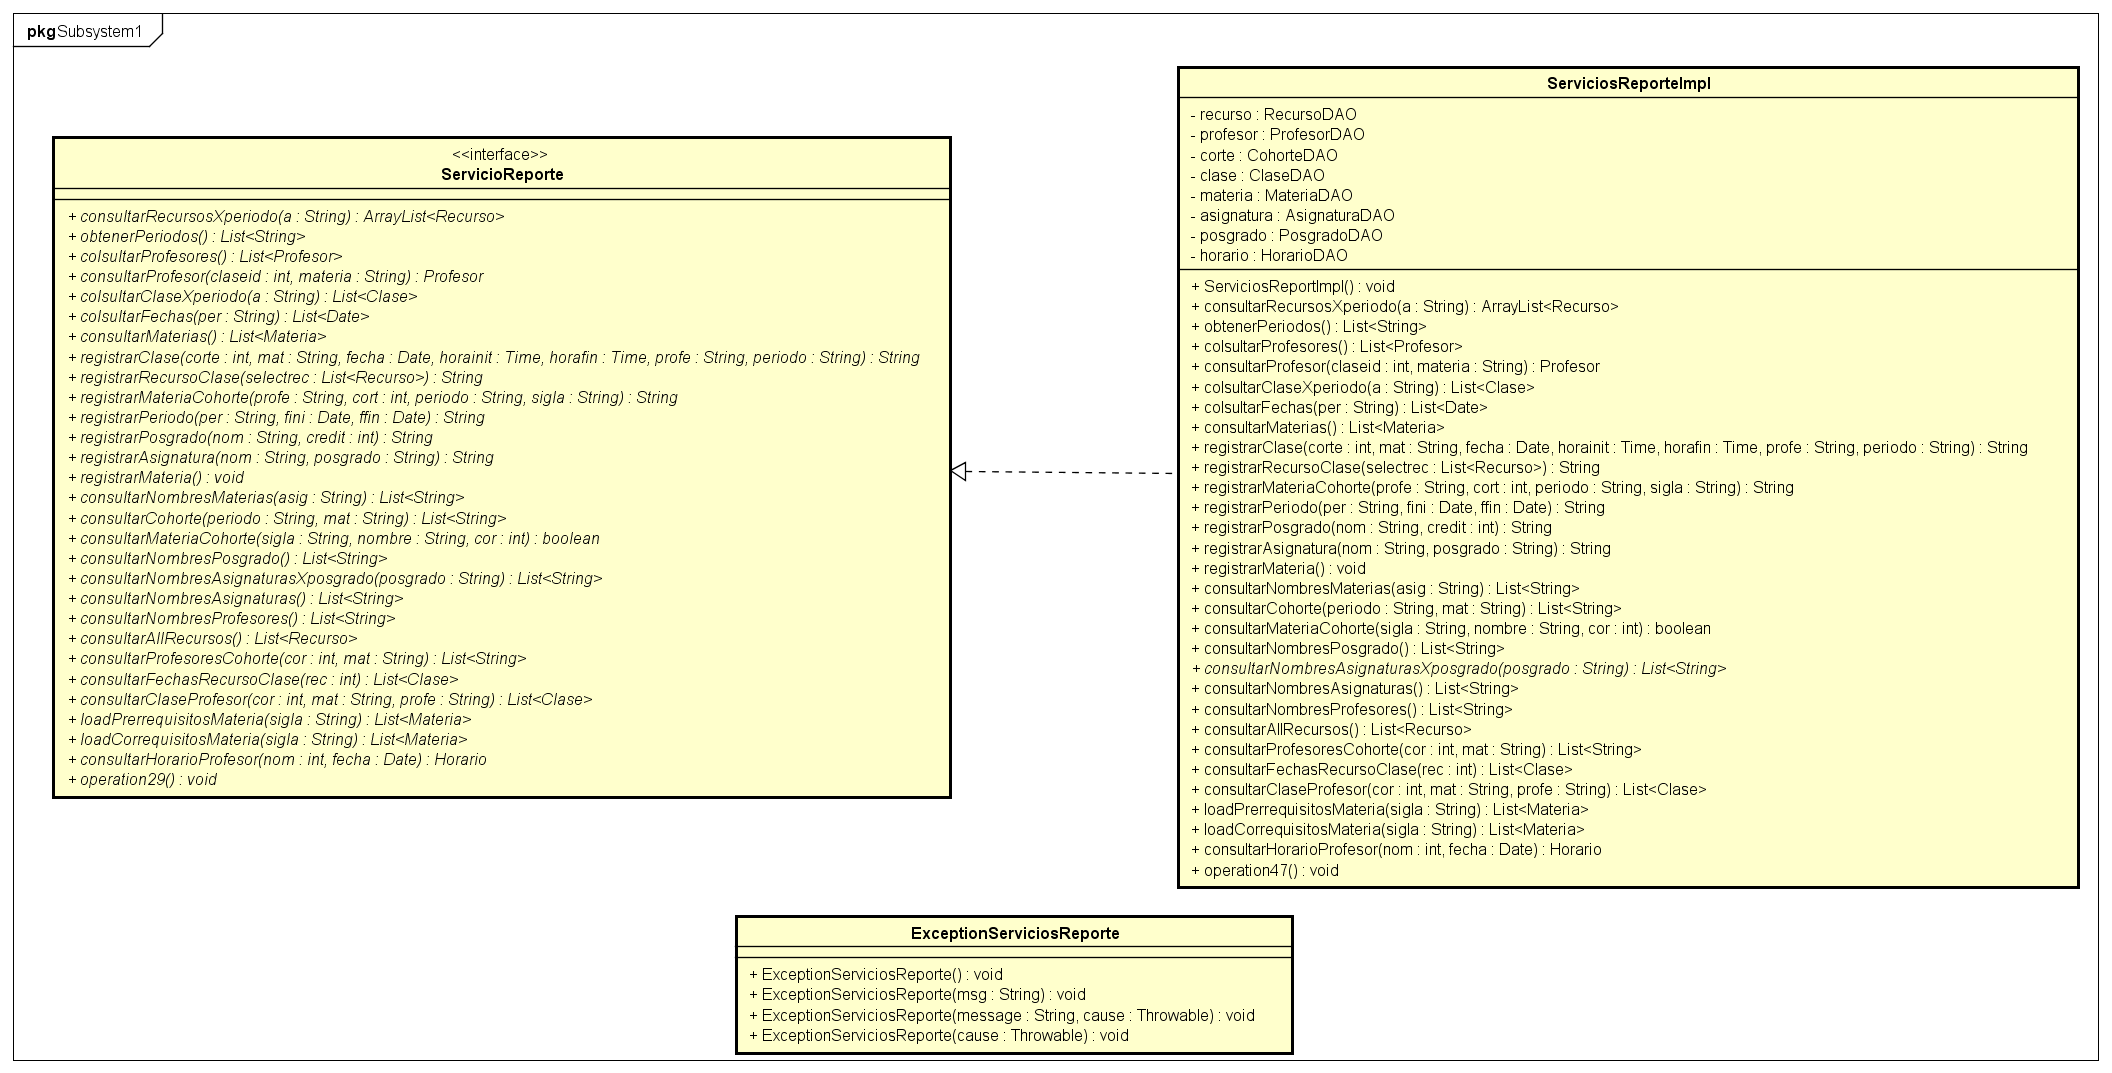 pkg Subsystem1
<<interface>>
ServicioReporte
+ consultarRecursosXperiodo(a : String) : ArrayList<Recurso>
+ obtenerPeriodos() : List<String>
+ colsultarProfesores() : List<Profesor>
+ consultarProfesor(claseid : int, materia : String) : Profesor
+ colsultarClaseXperiodo(a : String) : List<Clase>
+ colsultarFechas(per : String) : List<Date>
+ consultarMaterias() : List<Materia>
+ registrarClase(corte : int, mat : String, fecha : Date, horainit : Time, horafin : Time, profe : String, periodo : String) : String
+ registrarRecursoClase(selectrec : List<Recurso>) : String
+ registrarMateriaCohorte(profe : String, cort : int, periodo : String, sigla : String) : String
+ registrarPeriodo(per : String, fini : Date, ffin : Date) : String
+ registrarPosgrado(nom : String, credit : int) : String
+ registrarAsignatura(nom : String, posgrado : String) : String
+ registrarMateria() : void
+ consultarNombresMaterias(asig : String) : List<String>
+ consultarCohorte(periodo : String, mat : String) : List<String>
+ consultarMateriaCohorte(sigla : String, nombre : String, cor : int) : boolean
+ consultarNombresPosgrado() : List<String>
+ consultarNombresAsignaturasXposgrado(posgrado : String) : List<String>
+ consultarNombresAsignaturas() : List<String>
+ consultarNombresProfesores() : List<String>
+ consultarAllRecursos() : List<Recurso>
+ consultarProfesoresCohorte(cor : int, mat : String) : List<String>
+ consultarFechasRecursoClase(rec : int) : List<Clase>
+ consultarClaseProfesor(cor : int, mat : String, profe : String) : List<Clase>
+ loadPrerrequisitosMateria(sigla : String) : List<Materia>
+ loadCorrequisitosMateria(sigla : String) : List<Materia>
+ consultarHorarioProfesor(nom : int, fecha : Date) : Horario
+ operation29() : void
ServiciosReporteImpl
- recurso : RecursoDAO
- profesor : ProfesorDAO
- corte : CohorteDAO
- clase : ClaseDAO
- materia : MateriaDAO
- asignatura : AsignaturaDAO
- posgrado : PosgradoDAO
- horario : HorarioDAO
+ ServiciosReportImpl() : void
+ consultarRecursosXperiodo(a : String) : ArrayList<Recurso>
+ obtenerPeriodos() : List<String>
+ colsultarProfesores() : List<Profesor>
+ consultarProfesor(claseid : int, materia : String) : Profesor
+ colsultarClaseXperiodo(a : String) : List<Clase>
+ colsultarFechas(per : String) : List<Date>
+ consultarMaterias() : List<Materia>
+ registrarClase(corte : int, mat : String, fecha : Date, horainit : Time, horafin : Time, profe : String, periodo : String) : String
+ registrarRecursoClase(selectrec : List<Recurso>) : String
+ registrarMateriaCohorte(profe : String, cort : int, periodo : String, sigla : String) : String
+ registrarPeriodo(per : String, fini : Date, ffin : Date) : String
+ registrarPosgrado(nom : String, credit : int) : String
+ registrarAsignatura(nom : String, posgrado : String) : String
+ registrarMateria() : void
+ consultarNombresMaterias(asig : String) : List<String>
+ consultarCohorte(periodo : String, mat : String) : List<String>
+ consultarMateriaCohorte(sigla : String, nombre : String, cor : int) : boolean
+ consultarNombresPosgrado() : List<String>
+ consultarNombresAsignaturasXposgrado(posgrado : String) : List<String>
+ consultarNombresAsignaturas() : List<String>
+ consultarNombresProfesores() : List<String>
+ consultarAllRecursos() : List<Recurso>
+ consultarProfesoresCohorte(cor : int, mat : String) : List<String>
+ consultarFechasRecursoClase(rec : int) : List<Clase>
+ consultarClaseProfesor(cor : int, mat : String, profe : String) : List<Clase>
+ loadPrerrequisitosMateria(sigla : String) : List<Materia>
+ loadCorrequisitosMateria(sigla : String) : List<Materia>
+ consultarHorarioProfesor(nom : int, fecha : Date) : Horario
+ operation47() : void
ExceptionServiciosReporte
+ ExceptionServiciosReporte() : void
+ ExceptionServiciosReporte(msg : String) : void
+ ExceptionServiciosReporte(message : String, cause : Throwable) : void
+ ExceptionServiciosReporte(cause : Throwable) : void